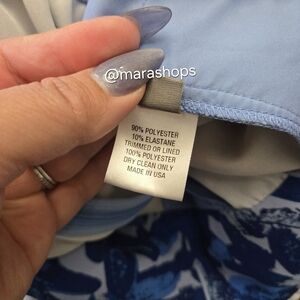 @marashops
90% POLYESTER
10% ELASTANE
TRIMMED OR LINED
100% POLYESTER
DRY CLEAN ONLY
MADE IN USA